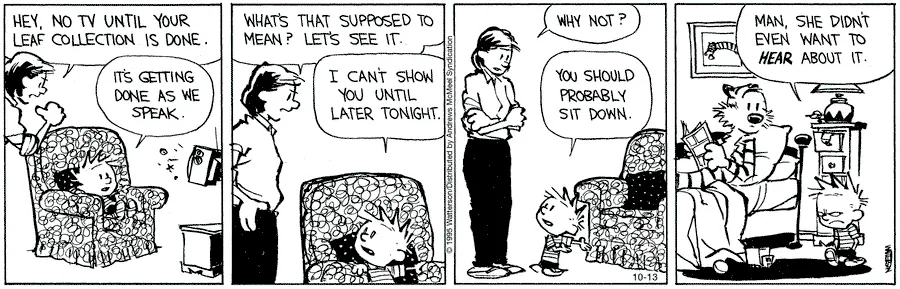 HEY, NO TV UNTIL YOUR
LEAF COLLECTION IS DONE.
IT'S GETTING
DONE AS WE
SPEAK.
WHAT'S THAT SUPPOSED TO
MEAN? LET'S SEE IT.
I CAN'T SHOW
YOU UNTIL
LATER TONIGHT.
© 1995 Watterson/Distributed by Andrews McMeel Syndication
WHY NOT?
YOU SHOULD
PROBABLY
SIT DOWN.
10-13
MAN, SHE DIDN'T
EVEN WANT TO
HEAR ABOUT IT.
WATTERSON